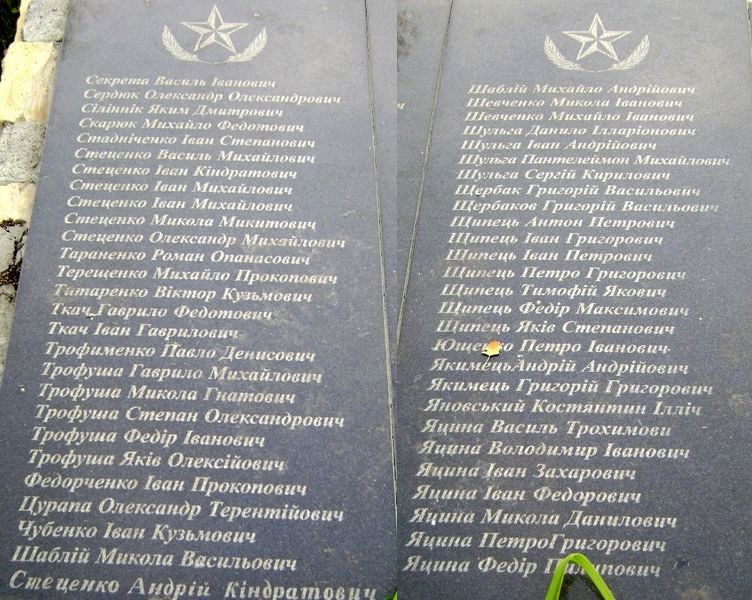 Секрета Василь Іванович
Сердюк Олександр Олександрович
Сіліннік Яким Дмитрович
Скарюк Михайло Федотович
Стадніченко Іван Степанович
Стеценко Василь Михайлович
Стеценко Іван Кіндратович
Стеценко Іван Михайлович
Стеценко Іван Михайлович
Стеценко Микола Микитович
Стеценко Олександр Михайлович
Тараненко Роман Опанасович
Терещенко Михайло Прокопович
Титаренко Віктор Кузьмович
Ткач Гаврило Федотович
Ткач Іван Гаврилович
Трофименко Павло Денисович
Трофуша Гаврило Михайлович
Трофуша Микола Гнатович
Трофуша Степан Олександрович
Трофуша Федір Іванович
Трофуша Яків Олексійович
Федорченко Іван Прокопович
Цурапа Олександр Терентійович
Чубенко Іван Кузьмович
Шаблій Микола Васильович
Стеценко Андрій Кіндратович
Шаблій Михайло Андрійович
Шевченко Микола Іванович
Шевченко Михайло Іванович
Шульга Данило Ілларіонович
Шульга Іван Андрійович
Шульга Пантелеймон Михайлович
Шульга Сергій Кирилович
Щербак Григорій Васильович
Щербаков Григорій Васильович
Щипець Антон Петрович
Щипець Іван Григорович
Щипець Іван Петрович
Щипець Петро Григорович
Щипець Тимофій Якович
Щипець Федір Максимович
Щипець Яків Степанович
Ющенко Петро Іванович
Якимець Андрій Андрійович
Якимець Григорій Григорович
Яновський Костянтин Ілліч
Яцина Василь Трохимови
Яцина Володимир Іванович
Яцина Іван Захарович
Яцина Іван Федорович
Яцина Микола Данилович
Яцина ПетроГригорович
Яцина Федір Пилипович